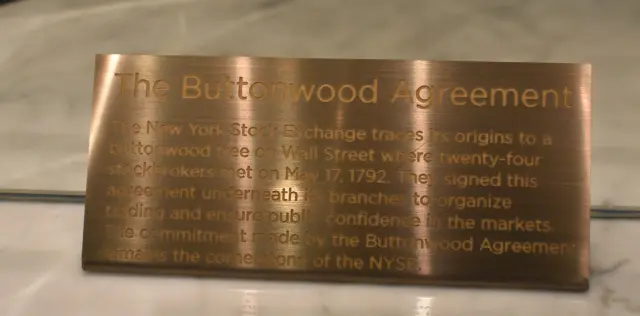 The Buttonwood Agreement
The New York Stock Exchange traces its origins to a
buttonwood tree on Wall Street where twenty-four
stockbrokers met on May 17, 1792. They signed this
agreement underneath its branches to organize
trading and ensure public confidence in the markets.
The commitment made by the Buttonwood Agreement
remains the cornerstone of the NYSE.